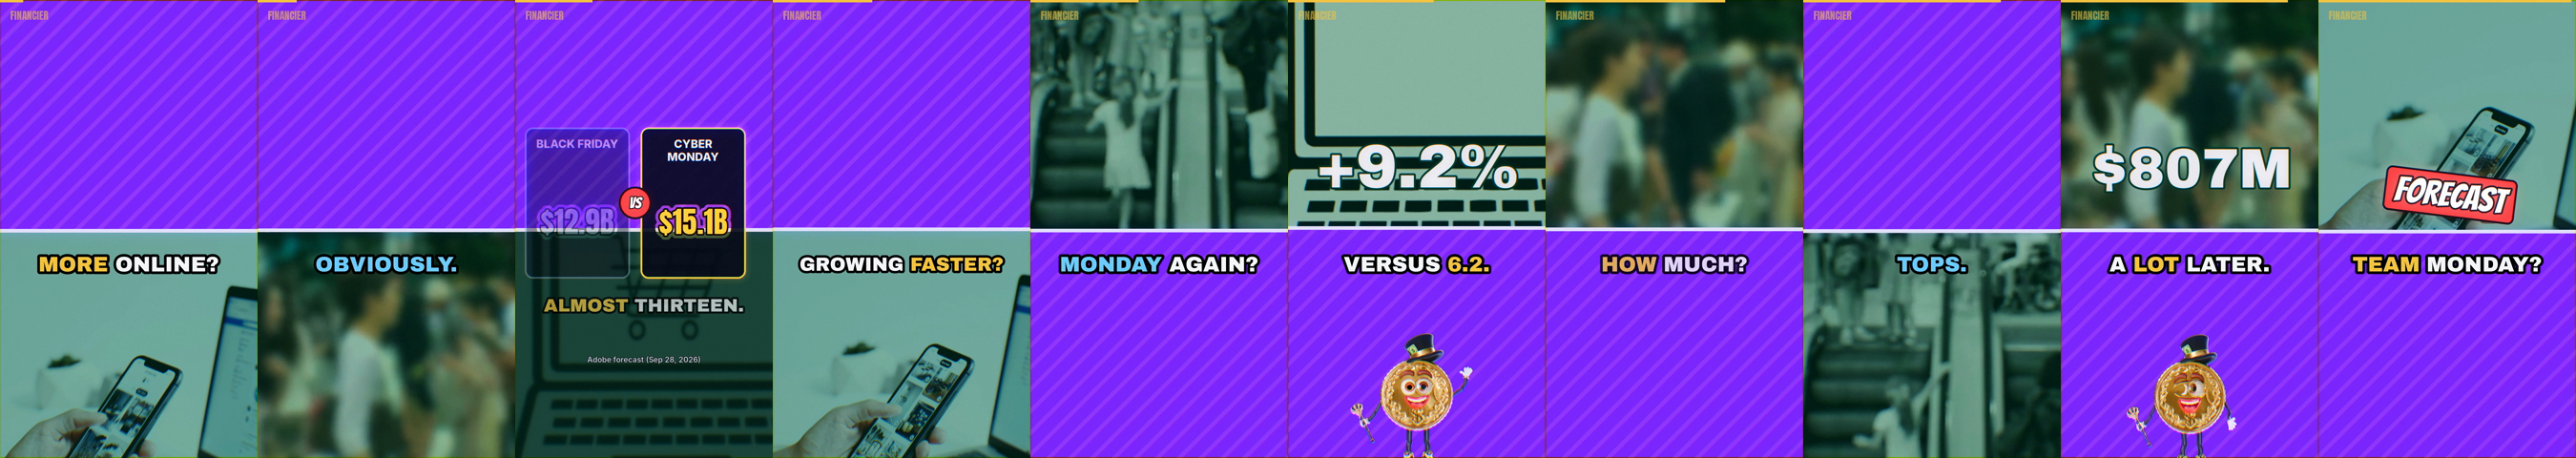 FINANCIER
MORE ONLINE?
FINANCIER
OBVIOUSLY.
FINANCIER
BLACK FRIDAY
$12.9B
VS
CYBER
MONDAY
$15.1B
ALMOST THIRTEEN.
Adobe forecast (Sep 28, 2026)
FINANCIER
GROWING FASTER?
FINANCIER
MONDAY AGAIN?
FINANCIER
+9.2%
VERSUS 6.2.
FINANCIER
HOW MUCH?
FINANCIER
TOPS.
FINANCIER
$807M
A LOT LATER.
FINANCIER
FORECAST
TEAM MONDAY?